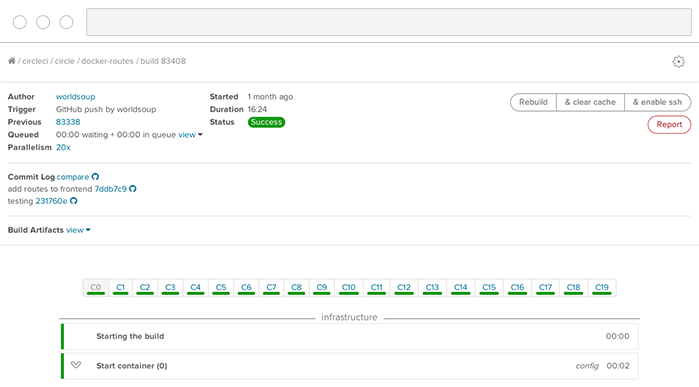 / circleci / circle / docker-routes / build 83408
Author worldsoup
Trigger GitHub push by worldsoup
Previous 83338
Queued 00:00 waiting + 00:00 in queue view
Parallelism 20x
Started 1 month ago
Duration 16:24
Status Success
Rebuild & clear cache & enable ssh
Report
Commit Log compare
add routes to frontend 7ddb7c9
testing 231760e
Build Artifacts view
C0 C1 C2 C3 C4 C5 C6 C7 C8 C9 C10 C11 C12 C13 C14 C15 C16 C17 C18 C19
infrastructure
Starting the build 00:00
Start container (0) config 00:02